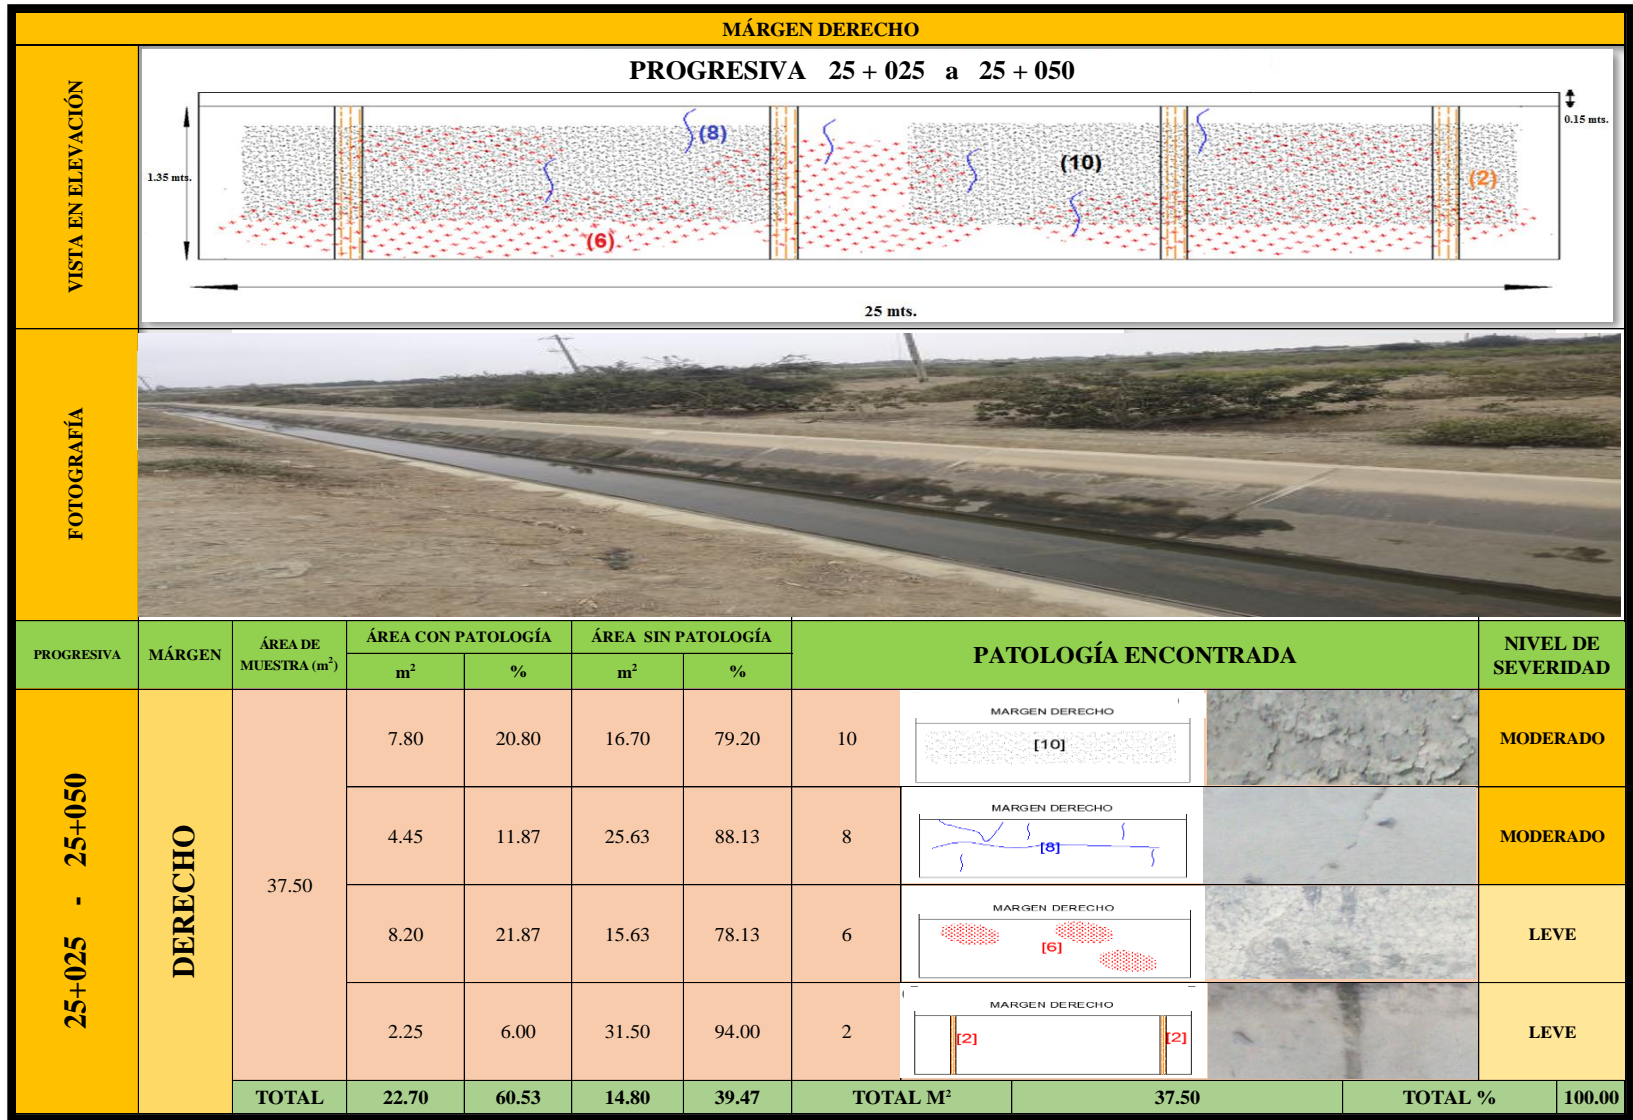 MÁRGEN DERECHO
VISTA EN ELEVACIÓN
PROGRESIVA 25 + 025 a 25 + 050
0.15 mts.
1.35 mts.
(8)
(10)
(2)
(6)
25 mts.
FOTOGRAFÍA
PROGRESIVA
MÁRGEN
ÁREA DE MUESTRA (m²)
ÁREA CON PATOLOGÍA
m² %
ÁREA SIN PATOLOGÍA
m² %
PATOLOGÍA ENCONTRADA
NIVEL DE SEVERIDAD
25+025 - 25+050
DERECHO
37.50
7.80 20.80 16.70 79.20 10
MARGEN DERECHO
[10]
MODERADO
4.45 11.87 25.63 88.13 8
MARGEN DERECHO
[8]
MODERADO
8.20 21.87 15.63 78.13 6
MARGEN DERECHO
[6]
LEVE
2.25 6.00 31.50 94.00 2
MARGEN DERECHO
[2] [2]
LEVE
TOTAL 22.70 60.53 14.80 39.47 TOTAL M² 37.50 TOTAL % 100.00